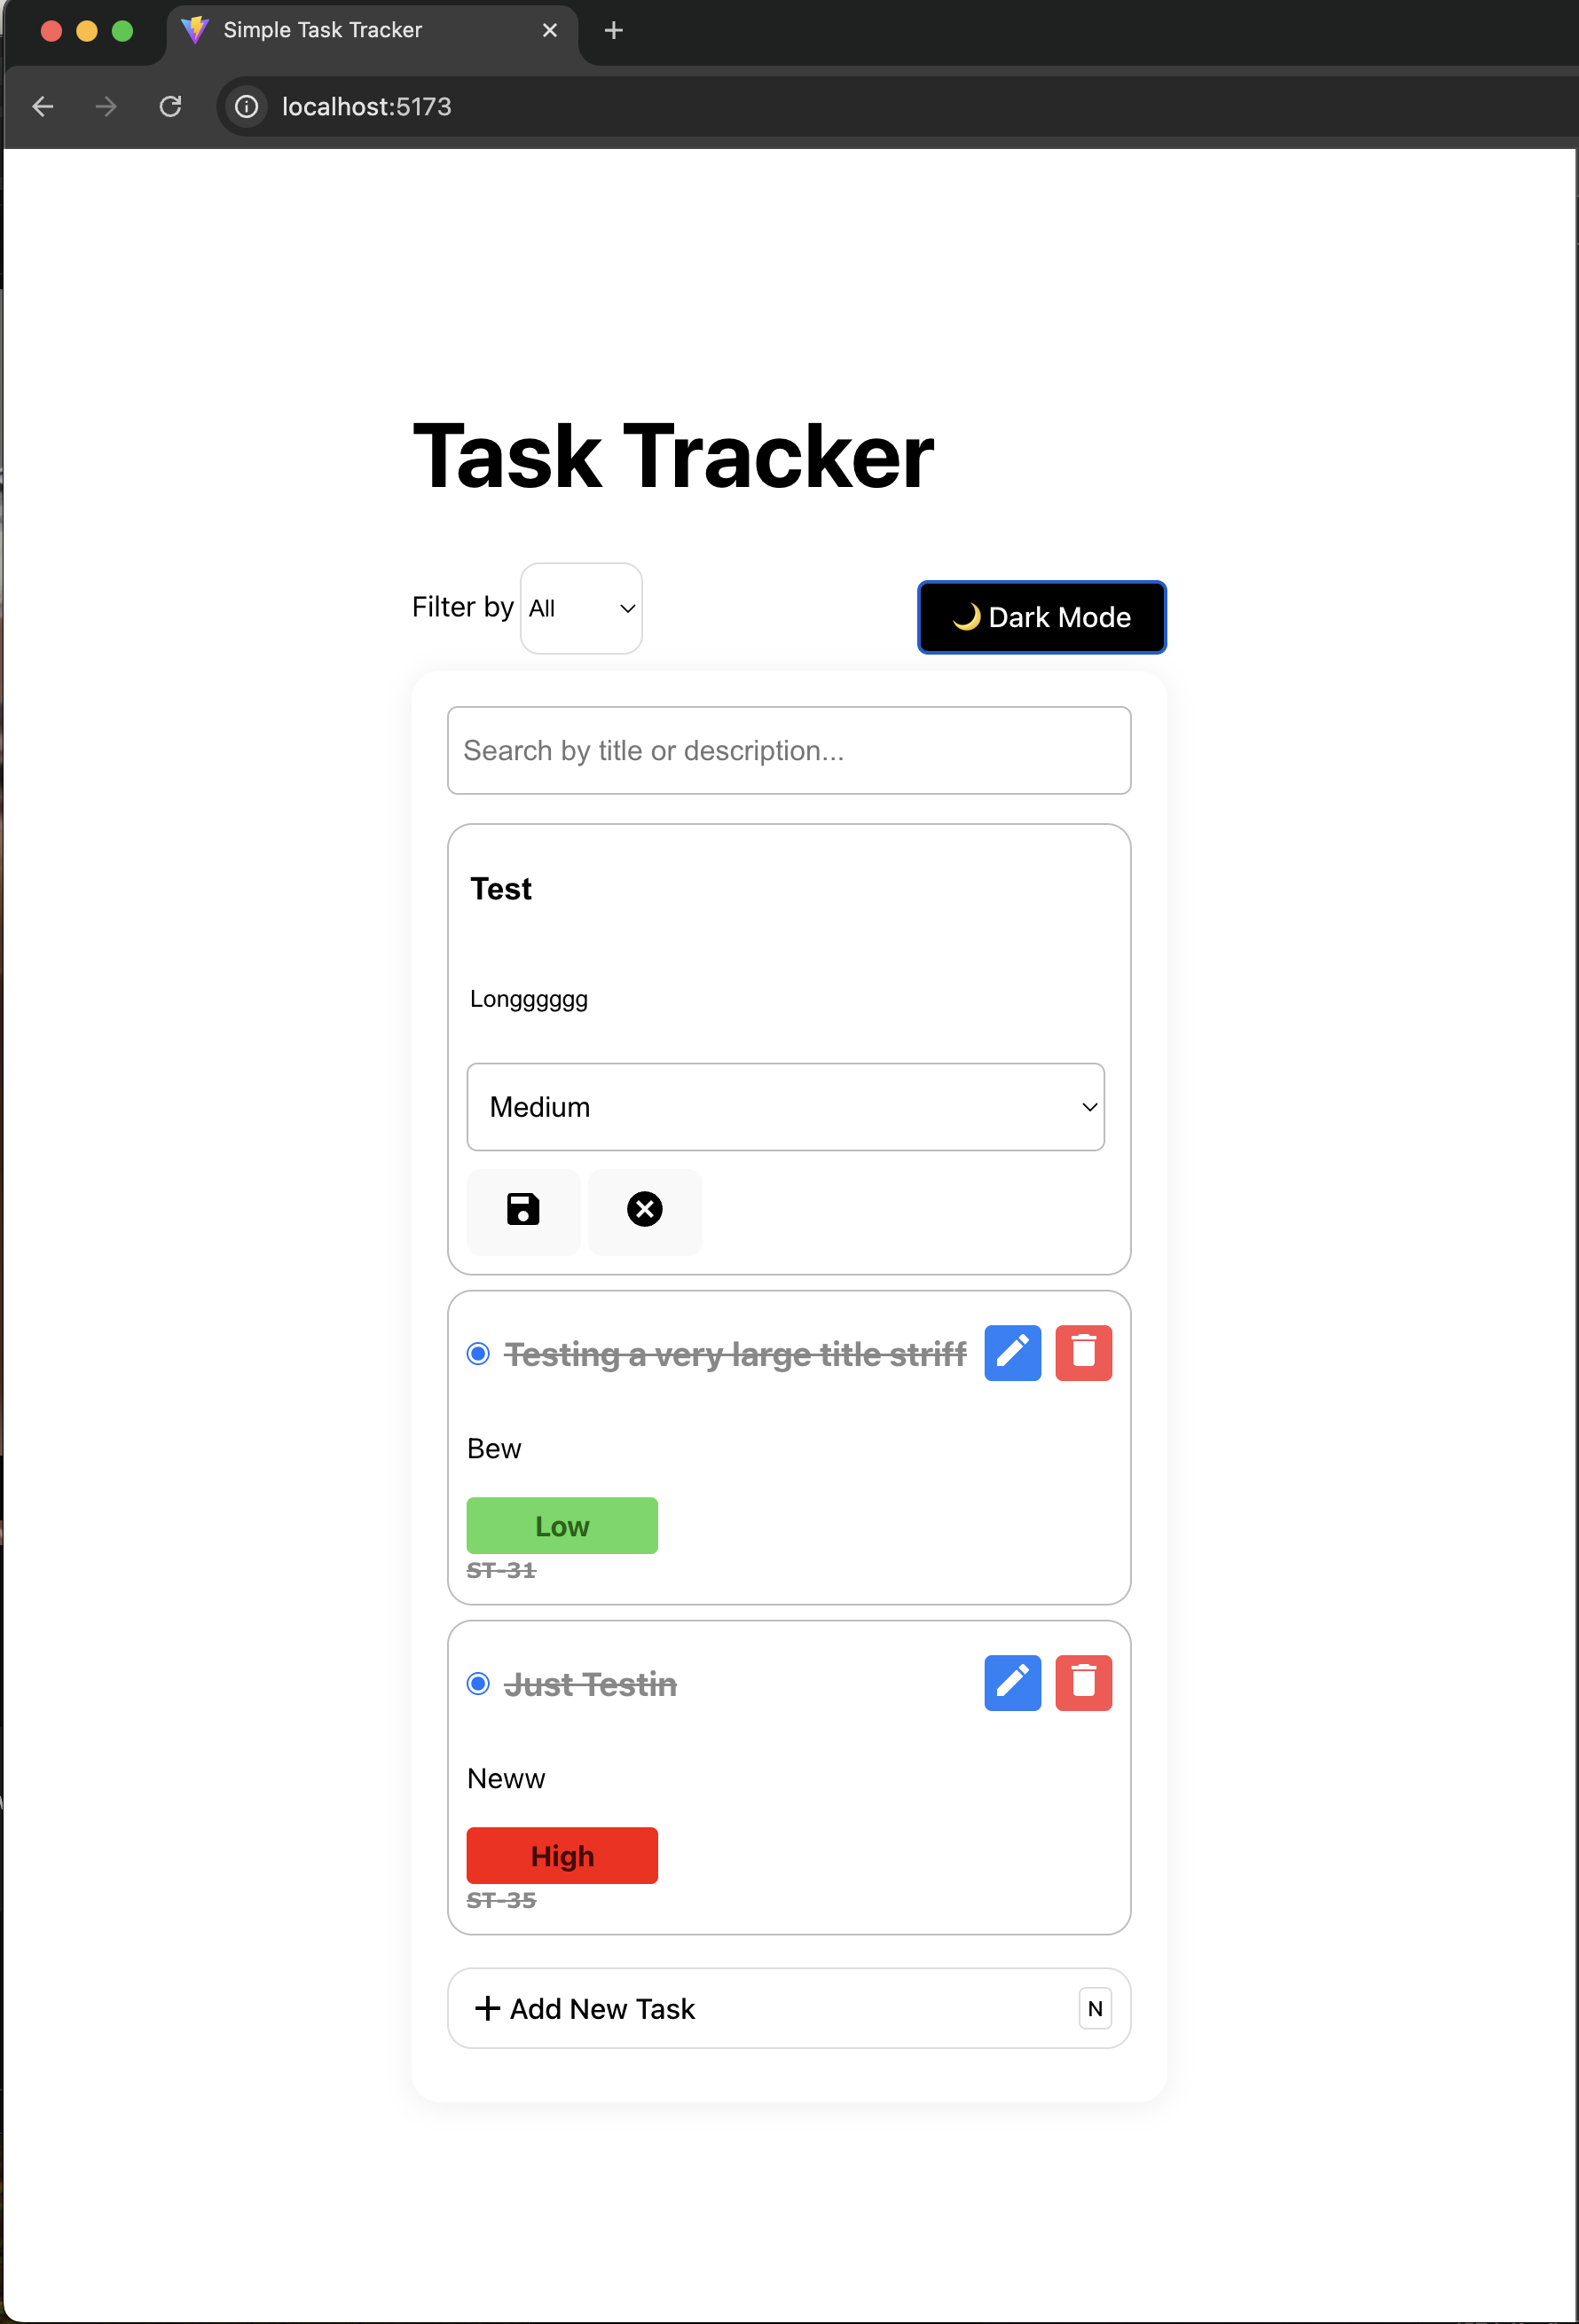 Simple Task Tracker
localhost:5173
Task Tracker
Filter by All
🌙 Dark Mode
Search by title or description...
Test
Longggggg
Medium
Testing a very large title striff
Bew
Low
ST-31
Just Testin
Neww
High
ST-35
+ Add New Task N